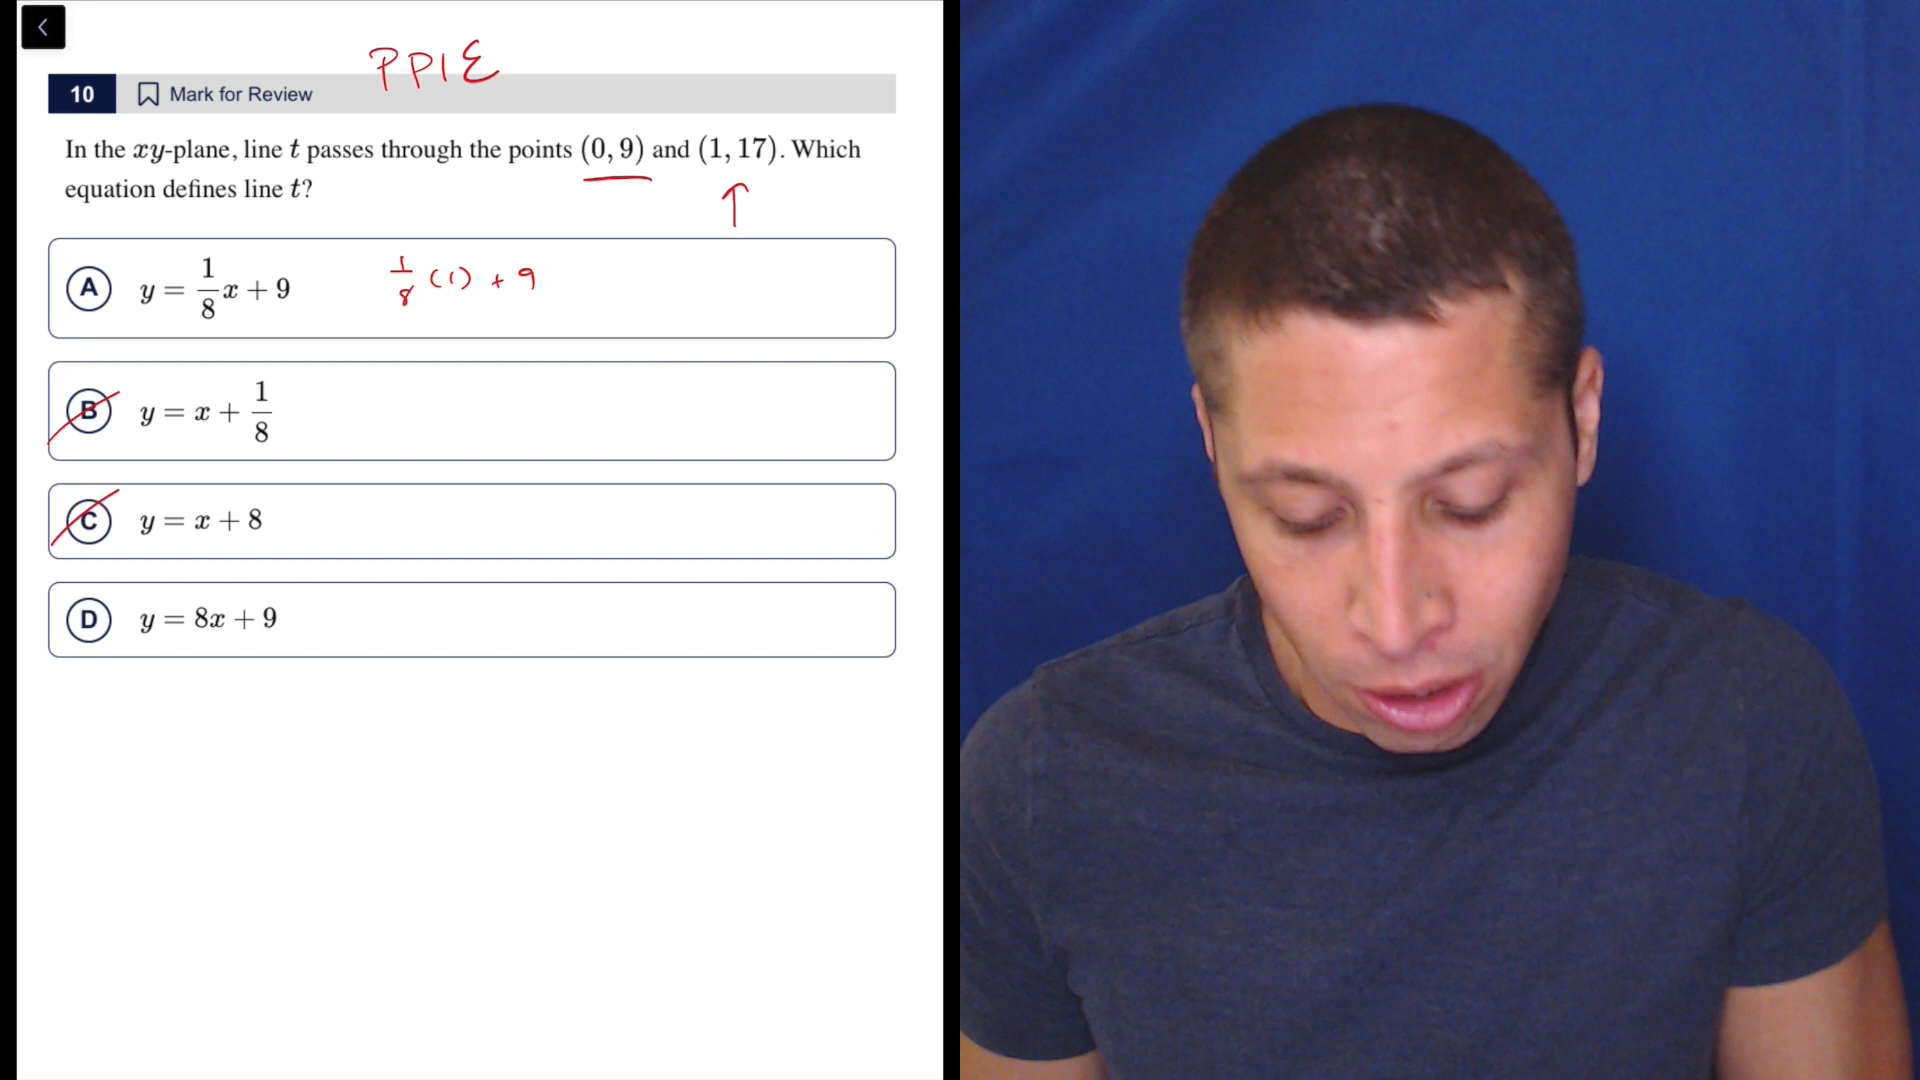 PPIE
10 Mark for Review
In the xy-plane, line t passes through the points (0, 9) and (1, 17). Which
equation defines line t?
A y = 1/8 x + 9 1/8 (1) + 9
B y = x + 1/8
C y = x + 8
D y = 8x + 9